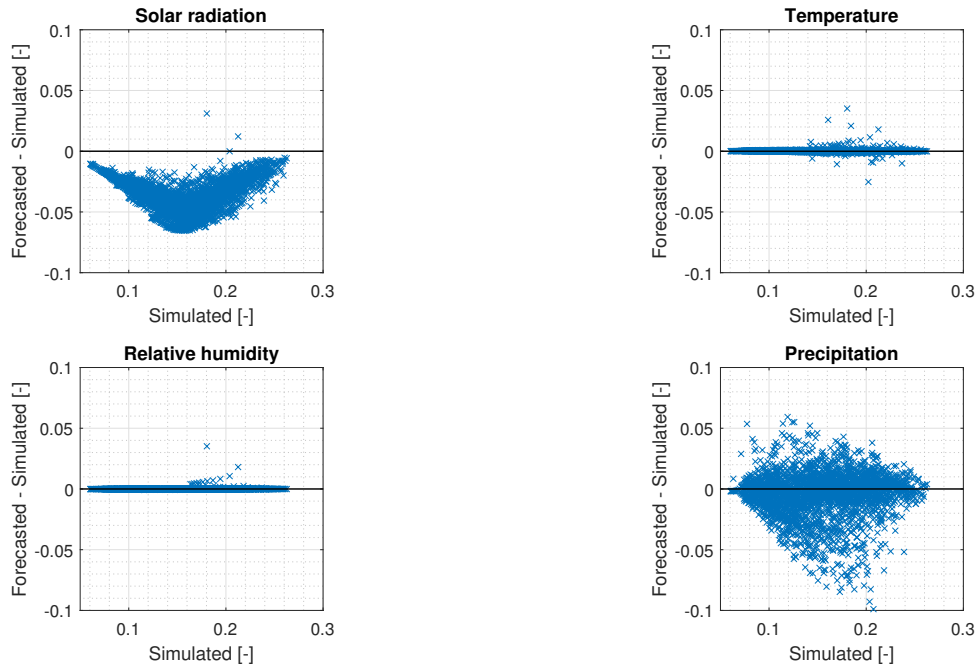 Solar radiation
0.1
0.05
0
-0.05
-0.1
Forecasted - Simulated [-]
0.1
0.2
0.3
Simulated [-]
Temperature
0.1
0.05
0
-0.05
-0.1
Forecasted - Simulated [-]
0.1
0.2
0.3
Simulated [-]
Relative humidity
0.1
0.05
0
-0.05
-0.1
Forecasted - Simulated [-]
0.1
0.2
0.3
Simulated [-]
Precipitation
0.1
0.05
0
-0.05
-0.1
Forecasted - Simulated [-]
0.1
0.2
0.3
Simulated [-]